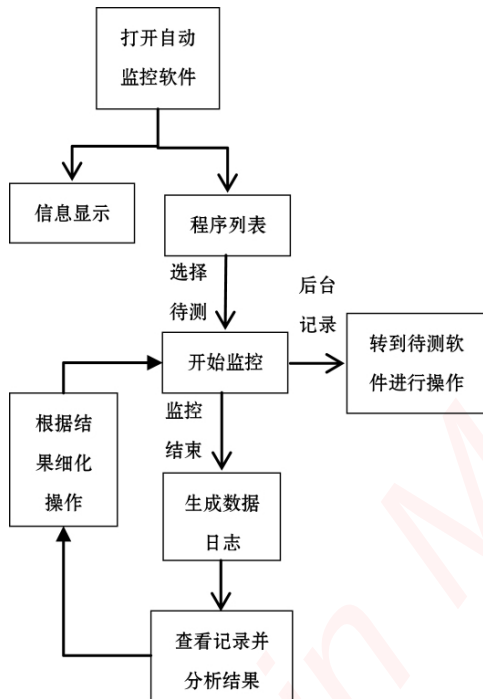 打开自动
监控软件
信息显示
程序列表
选择
待测
后台
记录
开始监控
转到待测软
件进行操作
监控
结束
根据结
果细化
操作
生成数据
日志
查看记录并
分析结果